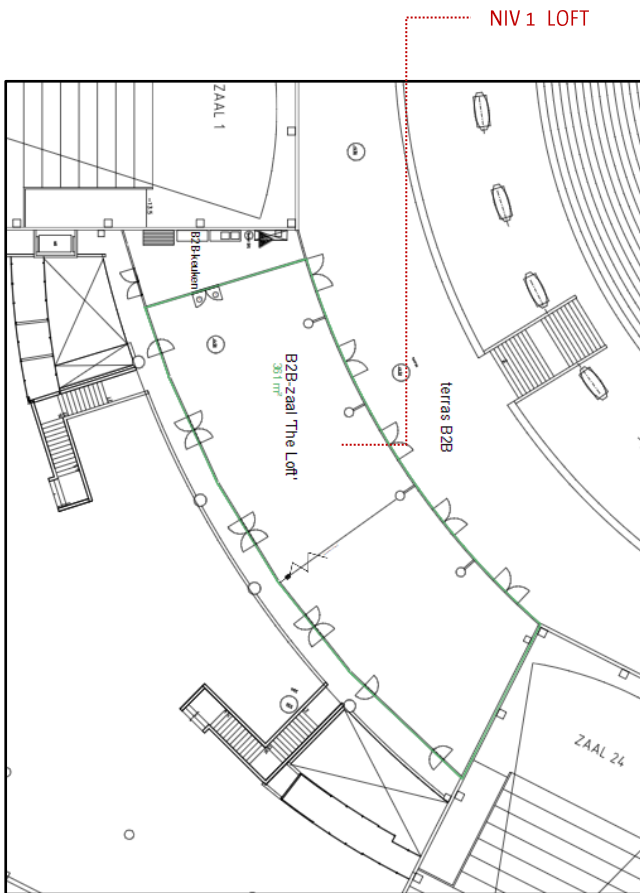 NIV 1 LOFT
ZAAL 1
B2B-keuken
B2B-zaal 'The Loft'
361 m²
terras B2B
ZAAL 24